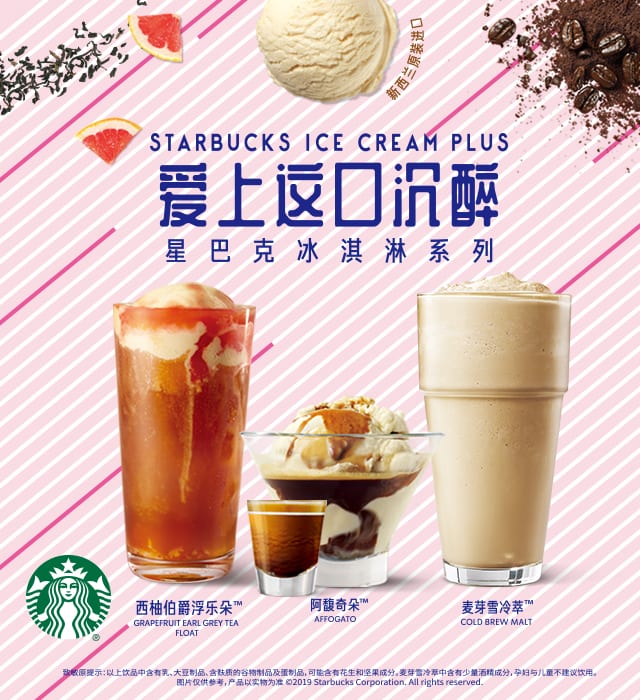 新西兰原装进口
STARBUCKS ICE CREAM PLUS
爱上这口沉醉
星巴克冰淇淋系列
西柚伯爵浮乐朵™
GRAPEFRUIT EARL GREY TEA
FLOAT
阿馥奇朵™
AFFOGATO
麦芽雪冷萃™
COLD BREW MALT
®
致敏原提示：以上饮品中含有乳、大豆制品、含麸质的谷物制品及蛋制品，可能含有花生和坚果成分。麦芽雪冷萃中含有少量酒精成分，孕妇与儿童不建议饮用。
图片仅供参考，产品以实物为准 ©2019 Starbucks Corporation. All rights reserved.